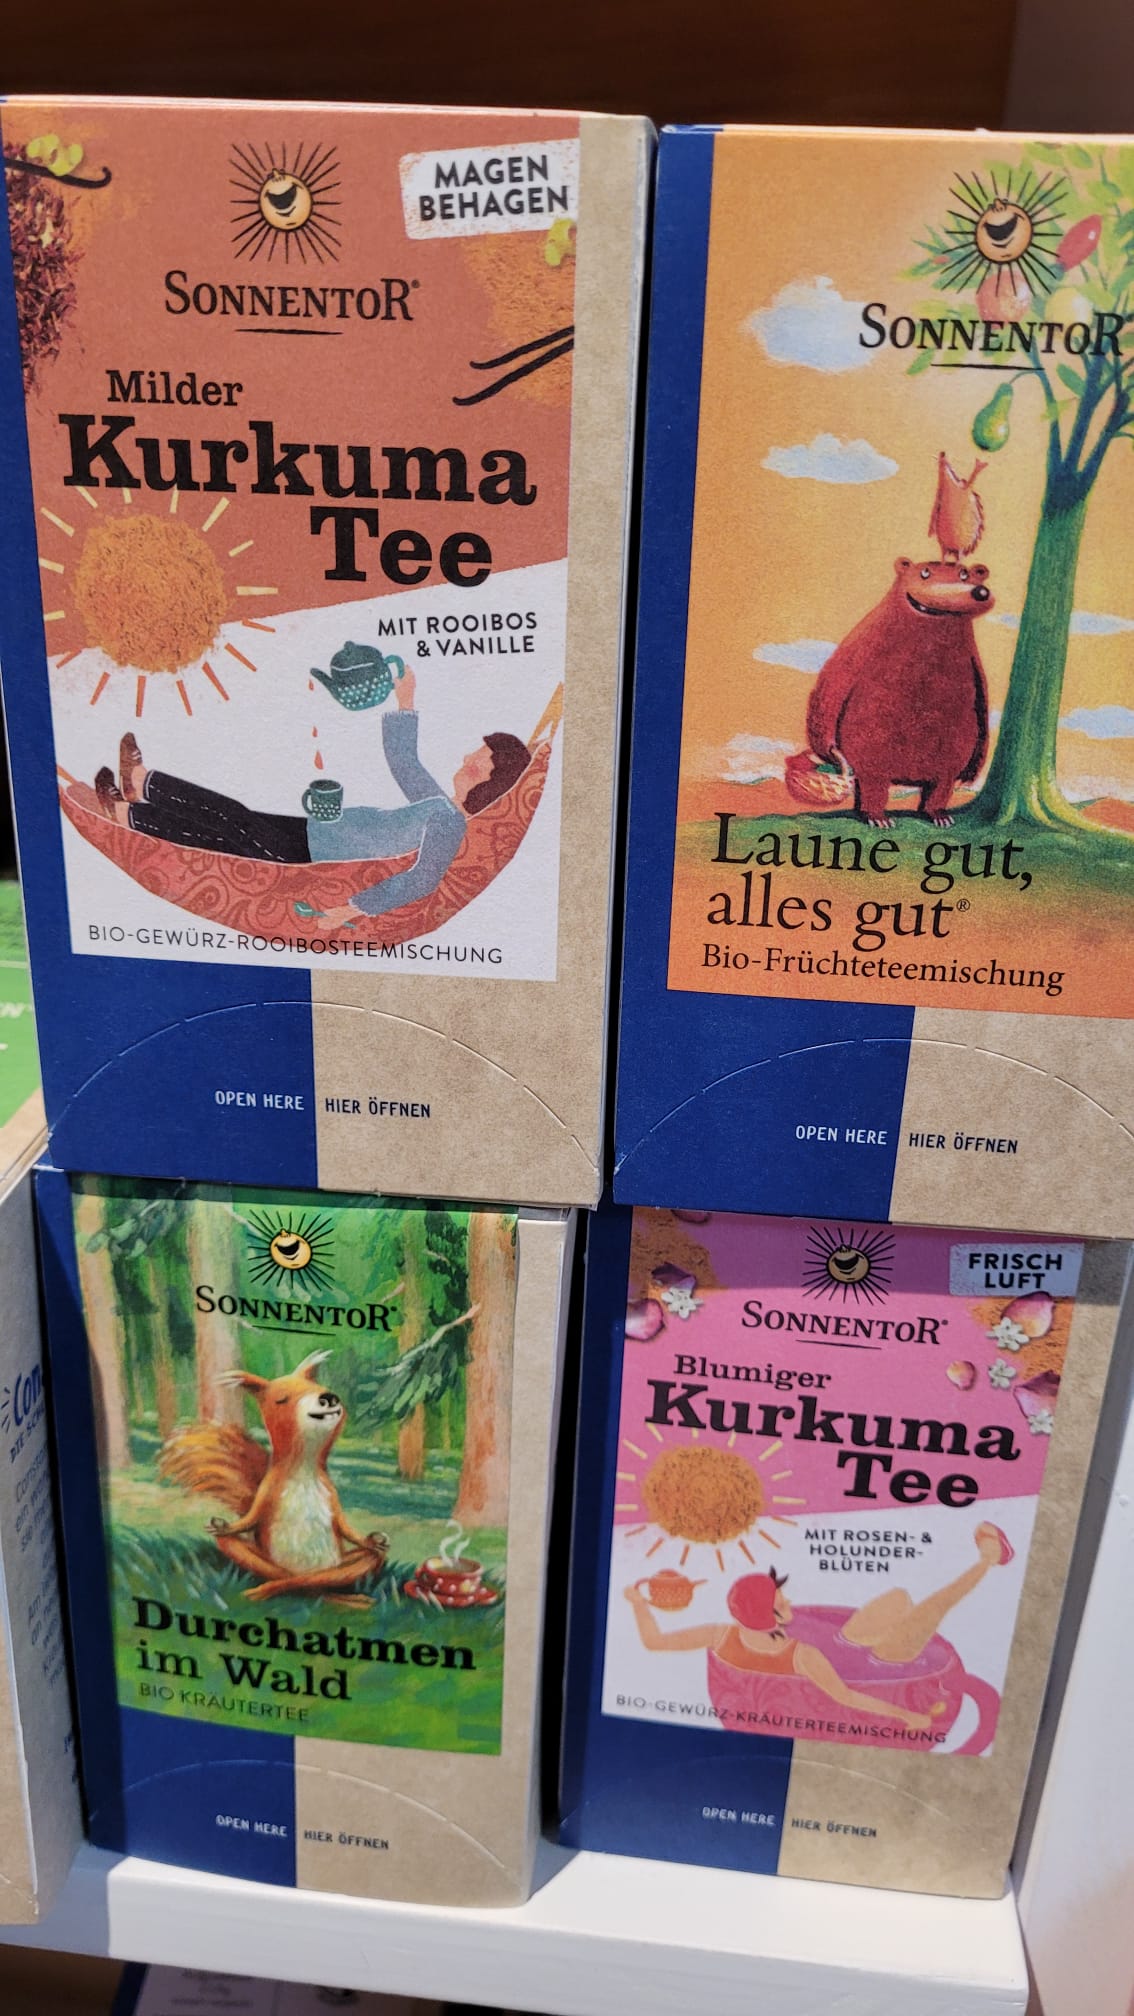 MAGEN
BEHAGEN
SONNENTOR®
Milder
Kurkuma
Tee
MIT ROOIBOS
& VANILLE
BIO-GEWÜRZ-ROOIBOSTEEMISCHUNG
OPEN HERE HIER ÖFFNEN
SONNENTOR
Laune gut,
alles gut®
Bio-Früchteteemischung
OPEN HERE HIER ÖFFNEN
SONNENTOR®
Durchatmen
im Wald
BIO KRÄUTERTEE
OPEN HERE HIER ÖFFNEN
FRISCH
LUFT
SONNENTOR®
Blumiger
Kurkuma
Tee
MIT ROSEN- &
HOLUNDER-
BLÜTEN
BIO-GEWÜRZ-KRÄUTERTEEMISCHUNG
OPEN HERE HIER ÖFFNEN